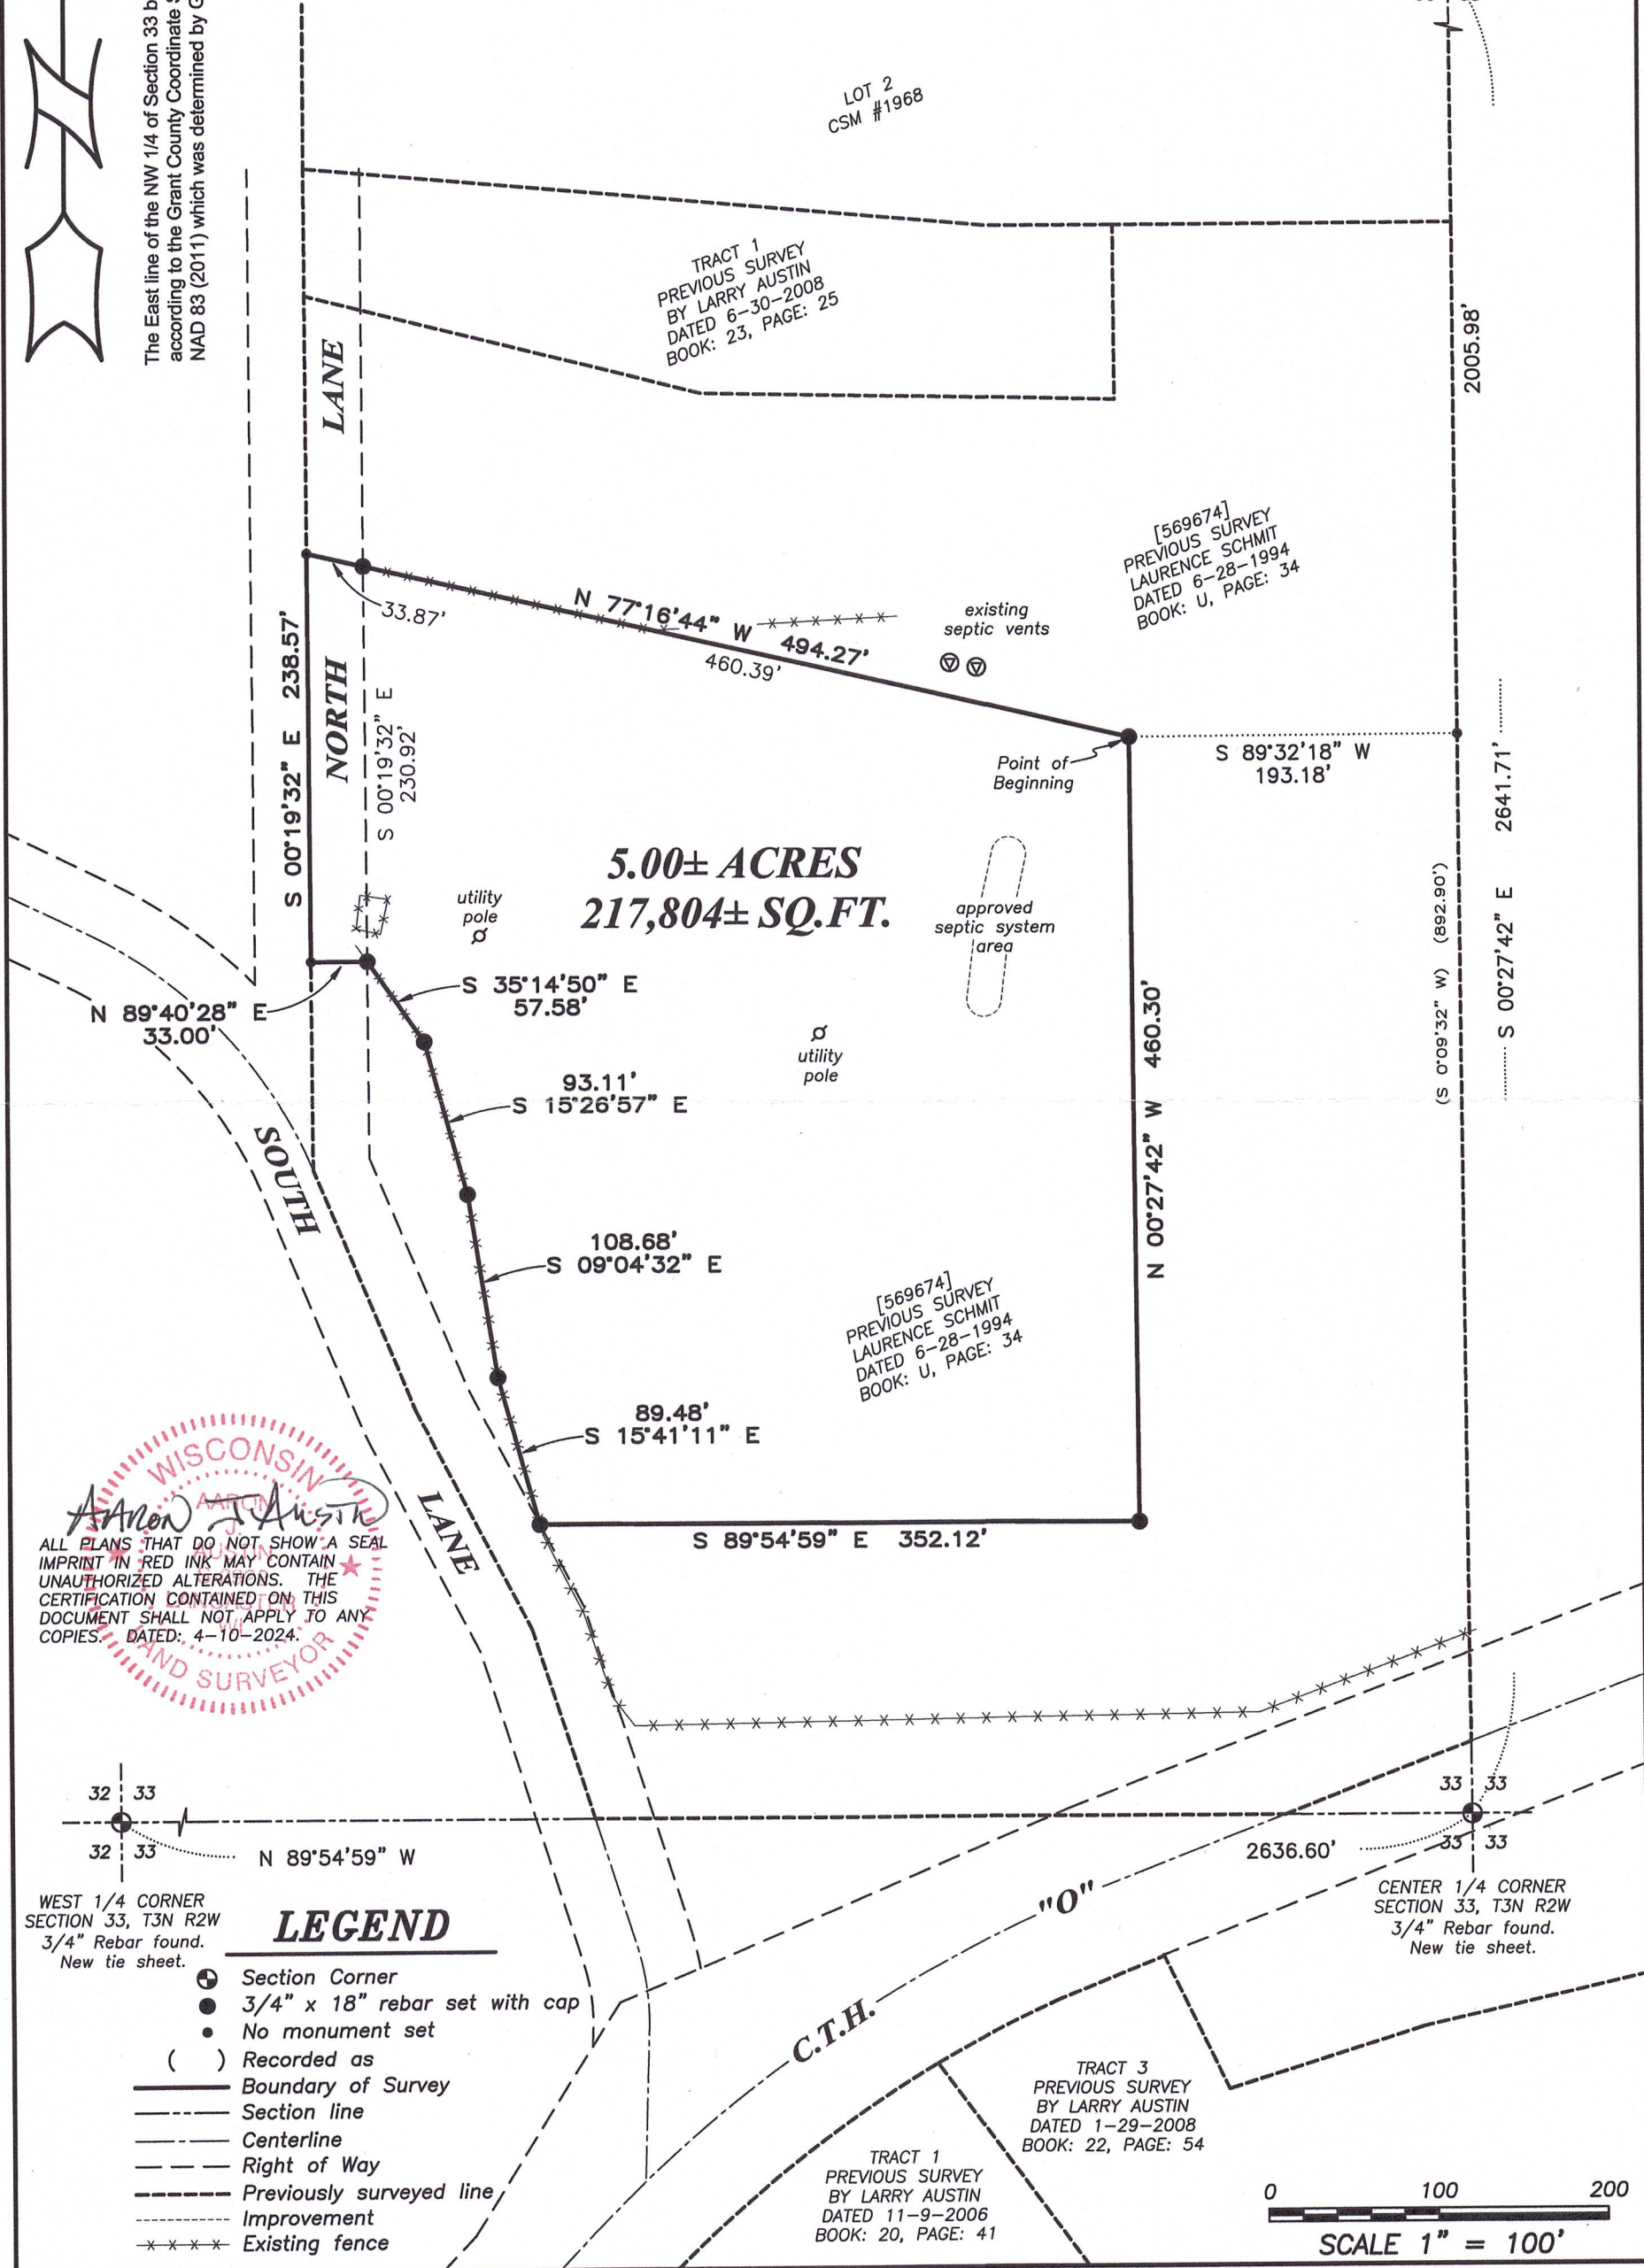 The East line of the NW 1/4 of Section 33 b
according to the Grant County Coordinate S
NAD 83 (2011) which was determined by G
LOT 2
CSM #1968
TRACT 1
PREVIOUS SURVEY
BY LARRY AUSTIN
DATED 6-30-2008
BOOK: 23, PAGE: 25
2005.98'
LANE
[569674]
PREVIOUS SURVEY
LAURENCE SCHMIT
DATED 6-28-1994
BOOK: U, PAGE: 34
33.87'
N 77°16'44" W 494.27'
460.39'
existing
septic vents
S 00°19'32" E 238.57'
NORTH
S 00°19'32" E
230.92'
Point of
Beginning
S 89°32'18" W
193.18'
S 00°27'42" E 2641.71'
(S 0°09'32" W) (892.90')
5.00± ACRES
217,804± SQ.FT.
utility
pole
approved
septic system
area
N 89°40'28" E
33.00'
S 35°14'50" E
57.58'
utility
pole
N 00°27'42" W 460.30'
93.11'
S 15°26'57" E
SOUTH
108.68'
S 09°04'32" E
[569674]
PREVIOUS SURVEY
LAURENCE SCHMIT
DATED 6-28-1994
BOOK: U, PAGE: 34
89.48'
S 15°41'11" E
LANE
S 89°54'59" E 352.12'
WISCONSIN
AARON J. AUSTIN
AARON
J.
AUSTIN
LANCASTER
WI
LAND SURVEYOR
ALL PLANS THAT DO NOT SHOW A SEAL
IMPRINT IN RED INK MAY CONTAIN
UNAUTHORIZED ALTERATIONS. THE
CERTIFICATION CONTAINED ON THIS
DOCUMENT SHALL NOT APPLY TO ANY
COPIES. DATED: 4-10-2024.
32 33
32 33
N 89°54'59" W
2636.60'
33 33
33 33
WEST 1/4 CORNER
SECTION 33, T3N R2W
3/4" Rebar found.
New tie sheet.
CENTER 1/4 CORNER
SECTION 33, T3N R2W
3/4" Rebar found.
New tie sheet.
C.T.H. "O"
LEGEND
Section Corner
3/4" x 18" rebar set with cap
No monument set
( ) Recorded as
Boundary of Survey
Section line
Centerline
Right of Way
Previously surveyed line
Improvement
Existing fence
TRACT 3
PREVIOUS SURVEY
BY LARRY AUSTIN
DATED 1-29-2008
BOOK: 22, PAGE: 54
TRACT 1
PREVIOUS SURVEY
BY LARRY AUSTIN
DATED 11-9-2006
BOOK: 20, PAGE: 41
0 100 200
SCALE 1" = 100'